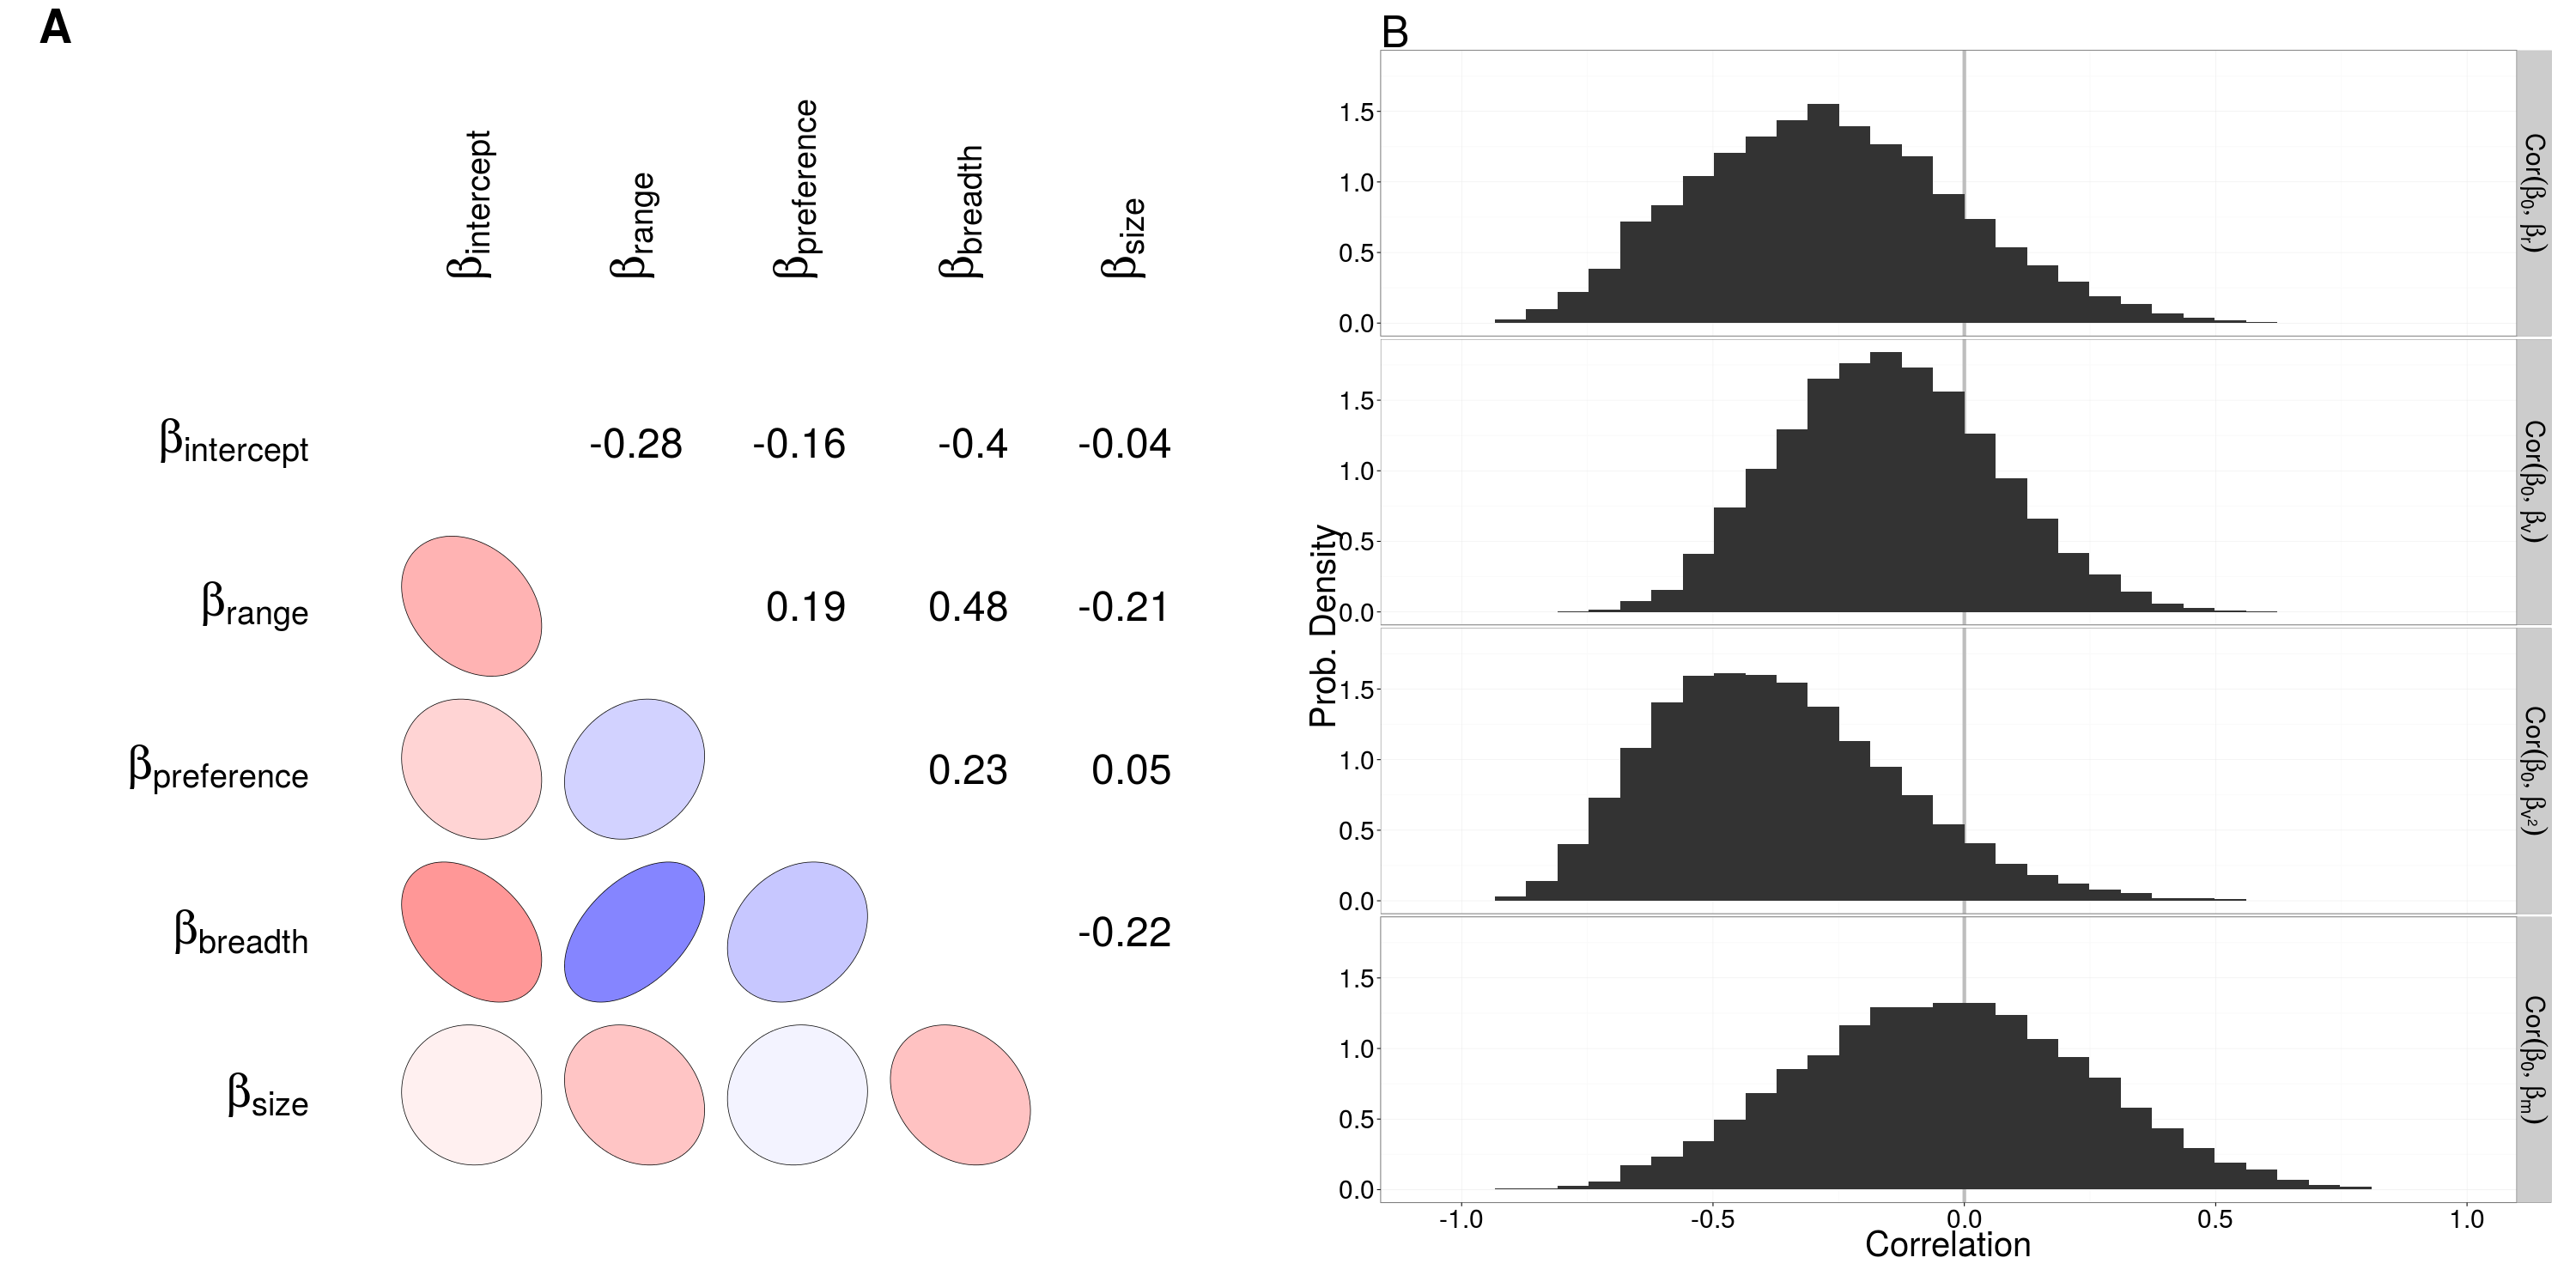 A
βintercept
βrange
βpreference
βbreadth
βsize
βintercept -0.28 -0.16 -0.4 -0.04
βrange 0.19 0.48 -0.21
βpreference 0.23 0.05
βbreadth -0.22
βsize
B
Prob. Density
1.5
1.0
0.5
0.0
Cor(β0, βr)
1.5
1.0
0.5
0.0
Cor(β0, βv)
1.5
1.0
0.5
0.0
Cor(β0, βv²)
1.5
1.0
0.5
0.0
Cor(β0, βm)
-1.0 -0.5 0.0 0.5 1.0
Correlation